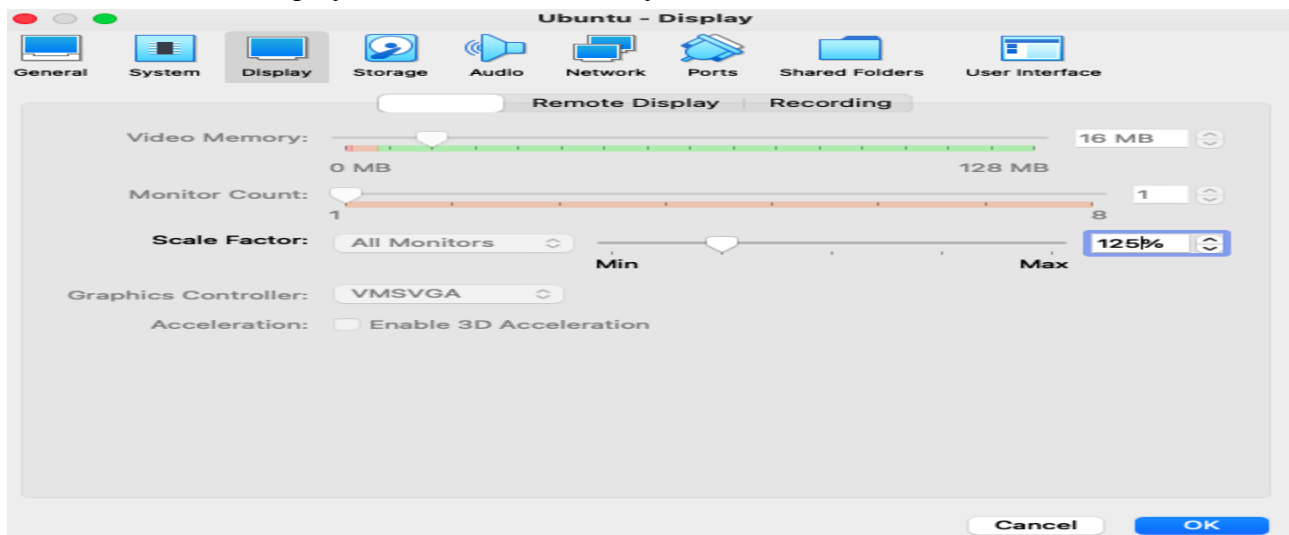 Ubuntu - Display
General System Display Storage Audio Network Ports Shared Folders User Interface
Remote Display Recording
Video Memory: 16 MB
0 MB 128 MB
Monitor Count: 1
1 8
Scale Factor: All Monitors 125%
Min Max
Graphics Controller: VMSVGA
Acceleration: Enable 3D Acceleration
Cancel OK